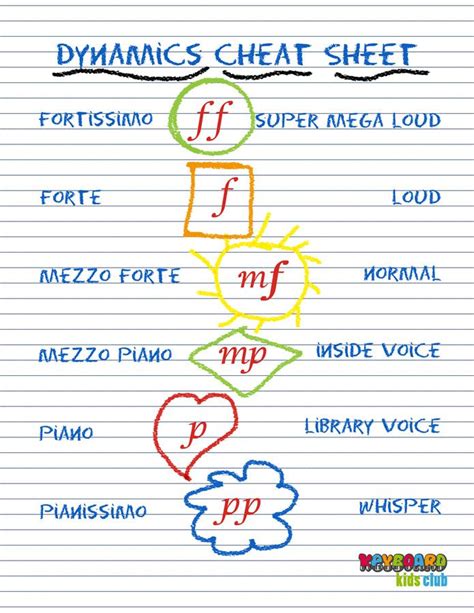 DYNAMICS CHEAT SHEET
FORTISSIMO ff SUPER MEGA LOUD
FORTE f LOUD
MEZZO FORTE mf NORMAL
MEZZO PIANO mp INSIDE VOICE
PIANO p LIBRARY VOICE
PIANISSIMO pp WHISPER
KEYBOARD
kids club